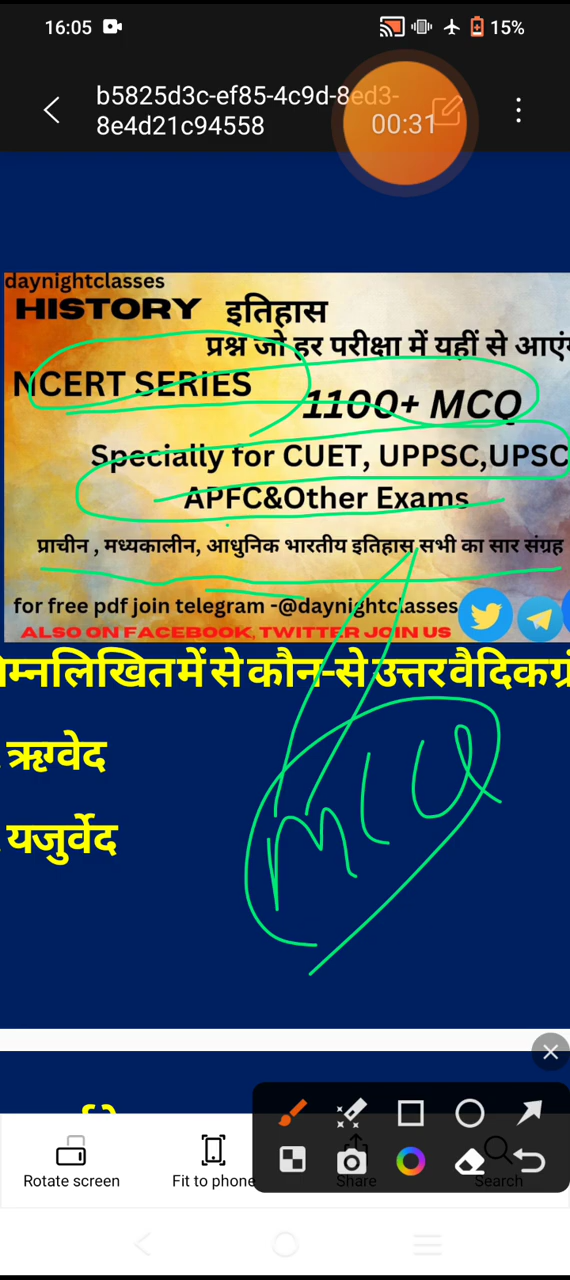 16:05 15%
b5825d3c-ef85-4c9d-8ed3-
8e4d21c94558
00:31
daynightclasses
HISTORY इतिहास
प्रश्न जो हर परीक्षा में यहीं से
NCERT SERIES
1100+ MCQ
Specially for CUET, UPPSC,UPSC
APFC&Other Exams
प्राचीन , मध्यकालीन, आधुनिक भारतीय इतिहास सभी का सार संग्रह
for free pdf join telegram -@daynightclasses
ALSO ON FACEBOOK, TWITTER JOIN US
में से कौन-से उत्तर वैदिक
ऋग्वेद
MCQ
यजुर्वेद
Rotate screen Fit to phone Share Search